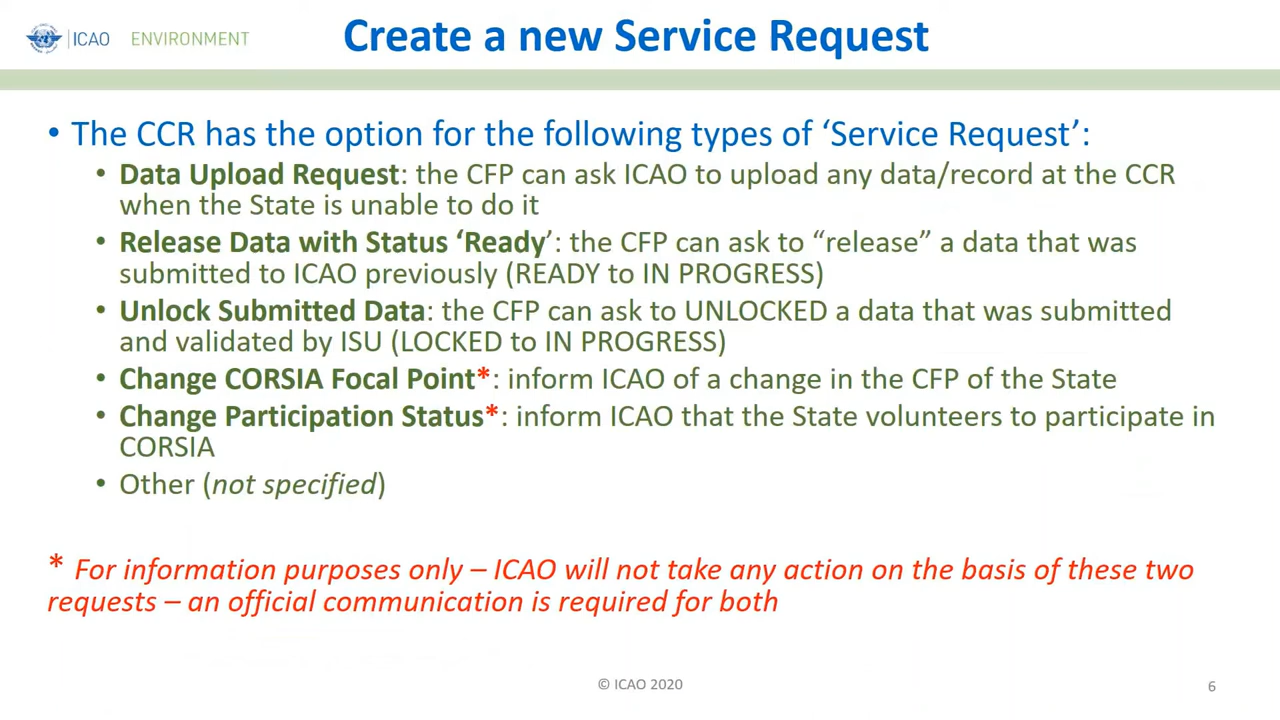 ICAO ENVIRONMENT
Create a new Service Request
• The CCR has the option for the following types of ‘Service Request’:
• Data Upload Request: the CFP can ask ICAO to upload any data/record at the CCR
when the State is unable to do it
• Release Data with Status ‘Ready’: the CFP can ask to “release” a data that was
submitted to ICAO previously (READY to IN PROGRESS)
• Unlock Submitted Data: the CFP can ask to UNLOCKED a data that was submitted
and validated by ISU (LOCKED to IN PROGRESS)
• Change CORSIA Focal Point*: inform ICAO of a change in the CFP of the State
• Change Participation Status*: inform ICAO that the State volunteers to participate in
CORSIA
• Other (not specified)
* For information purposes only – ICAO will not take any action on the basis of these two
requests – an official communication is required for both
© ICAO 2020
6